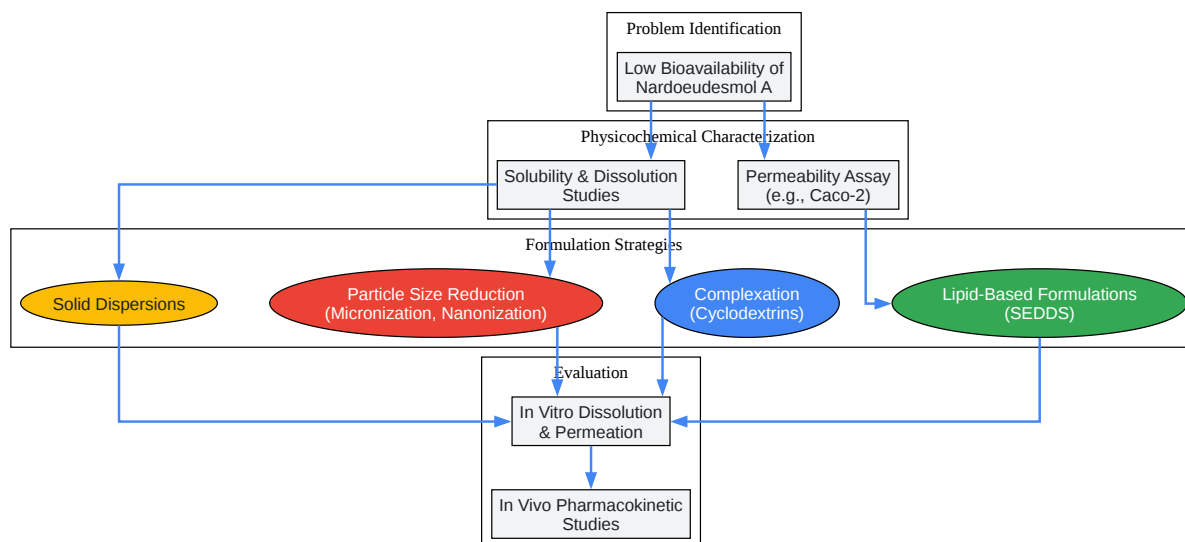 Problem Identification
Low Bioavailability of
Nardoeudesmol A
Physicochemical Characterization
Solubility & Dissolution
Studies
Permeability Assay
(e.g., Caco-2)
Formulation Strategies
Solid Dispersions
Particle Size Reduction
(Micronization, Nanonization)
Complexation
(Cyclodextrins)
Lipid-Based Formulations
(SEDDS)
Evaluation
In Vitro Dissolution
& Permeation
In Vivo Pharmacokinetic
Studies